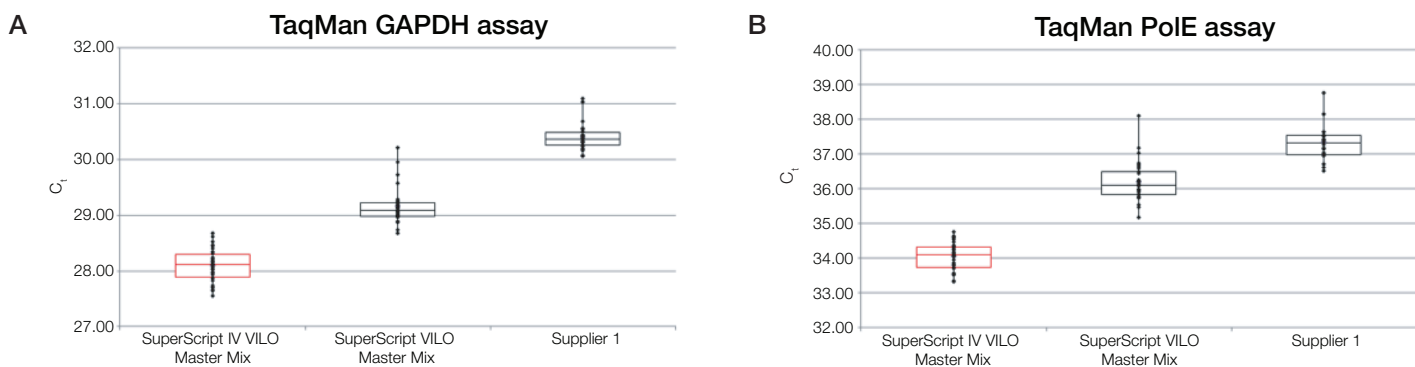 A
TaqMan GAPDH assay
32.00
31.00
30.00
29.00
28.00
27.00
Ct
SuperScript IV VILO
Master Mix
SuperScript VILO
Master Mix
Supplier 1
B
TaqMan PolE assay
40.00
39.00
38.00
37.00
36.00
35.00
34.00
33.00
32.00
Ct
SuperScript IV VILO
Master Mix
SuperScript VILO
Master Mix
Supplier 1